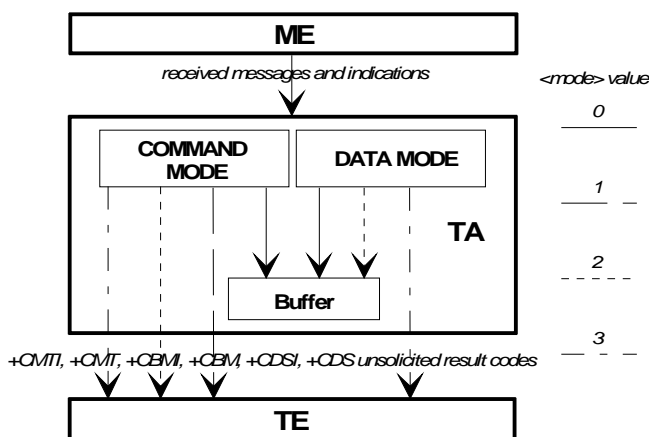 ME
received messages and indications
<mode> value
0
COMMAND
MODE
DATA MODE
1
TA
2
Buffer
3
+CMTI, +CMT, +CBMI, +CBM, +CDSI, +CDS unsolicited result codes
TE